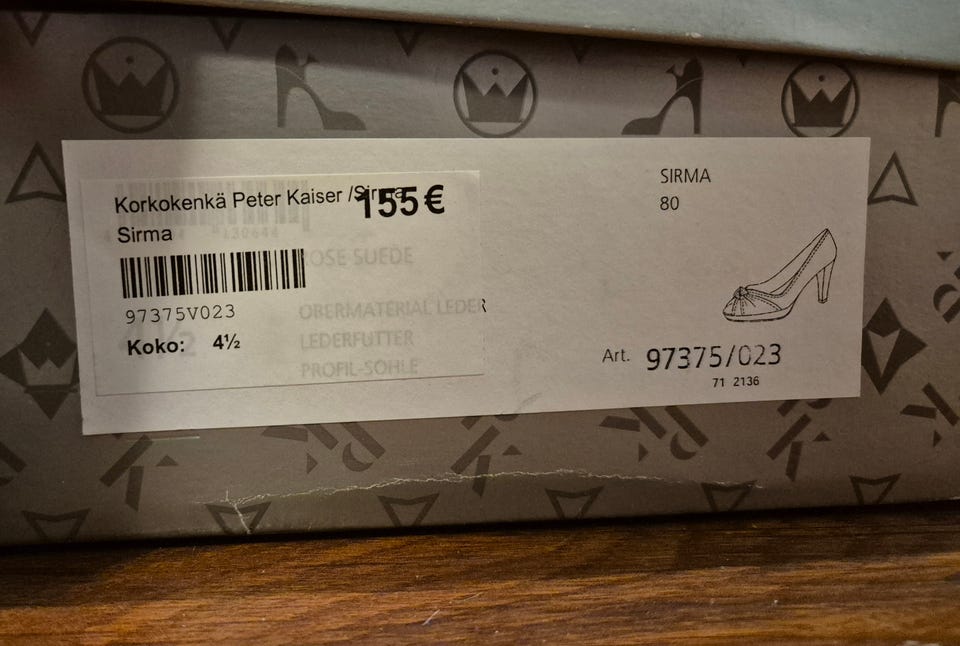 Korkokenkä Peter Kaiser /Sirma
155 €
Sirma
97375V023
Koko: 4½
OSE SUEDE
OBERMATERIAL LEDER
LEDERFUTTER
PROFIL-SOHLE
SIRMA
80
Art. 97375/023
71 2136